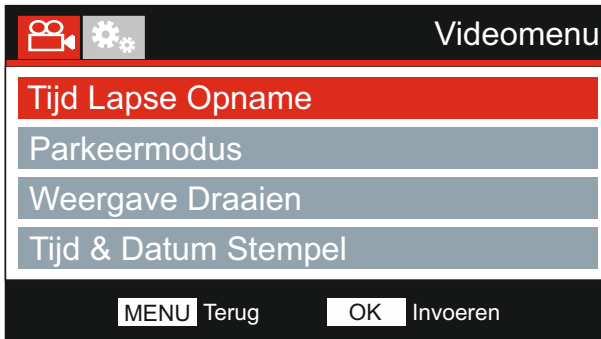 Videomenu
Tijd Lapse Opname
Parkeermodus
Weergave Draaien
Tijd & Datum Stempel
MENU Terug OK Invoeren